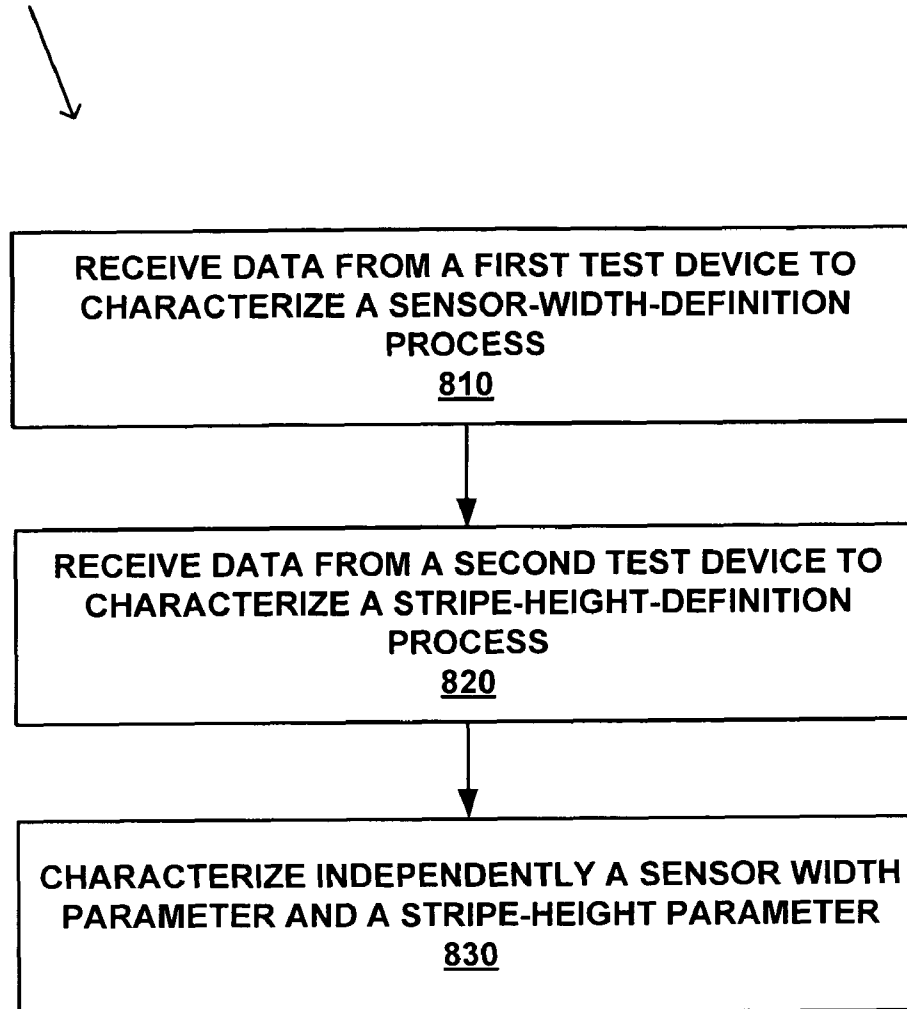 RECEIVE DATA FROM A FIRST TEST DEVICE TO
CHARACTERIZE A SENSOR-WIDTH-DEFINITION
PROCESS
810
RECEIVE DATA FROM A SECOND TEST DEVICE TO
CHARACTERIZE A STRIPE-HEIGHT-DEFINITION
PROCESS
820
CHARACTERIZE INDEPENDENTLY A SENSOR WIDTH
PARAMETER AND A STRIPE-HEIGHT PARAMETER
830